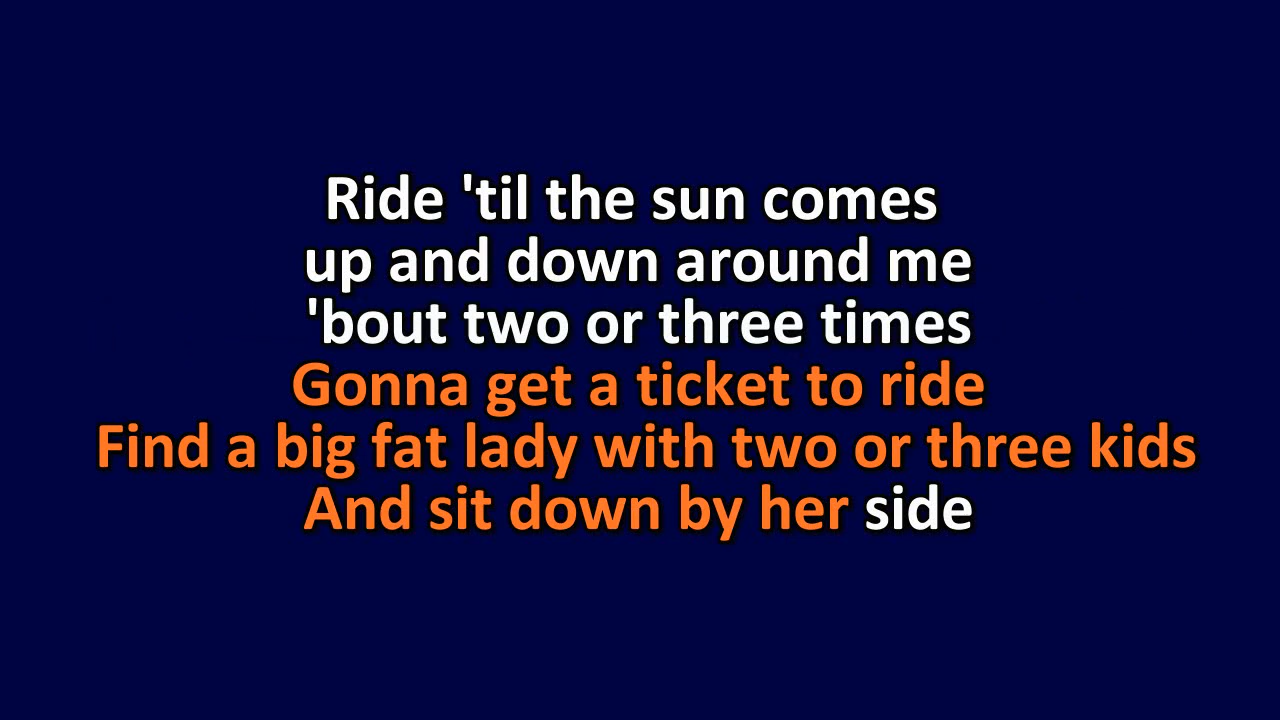 Ride 'til the sun comes
up and down around me
'bout two or three times
Gonna get a ticket to ride
Find a big fat lady with two or three kids
And sit down by her side